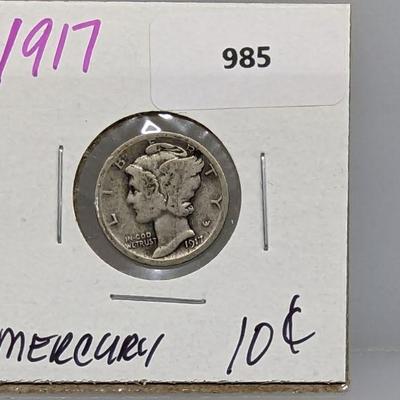 1917
985
LIBERTY
IN GOD
WE TRUST
1917
MERCURY 10¢